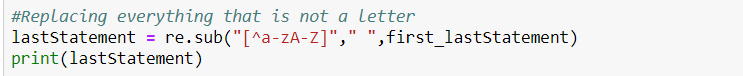 #Replacing everything that is not a letter
lastStatement = re.sub("[^a-zA-Z]"," ",first_lastStatement)
print(lastStatement)